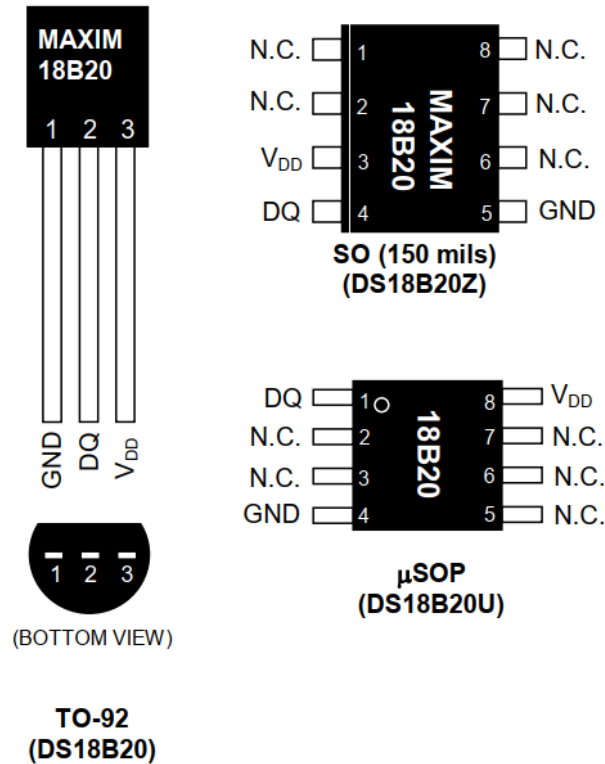 MAXIM
18B20
1 2 3
GND DQ VDD
1 2 3
(BOTTOM VIEW)
TO-92
(DS18B20)
N.C. 1 8 N.C.
N.C. 2 7 N.C.
VDD 3 6 N.C.
DQ 4 5 GND
MAXIM
18B20
SO (150 mils)
(DS18B20Z)
DQ 1 8 VDD
N.C. 2 7 N.C.
N.C. 3 6 N.C.
GND 4 5 N.C.
18B20
μSOP
(DS18B20U)